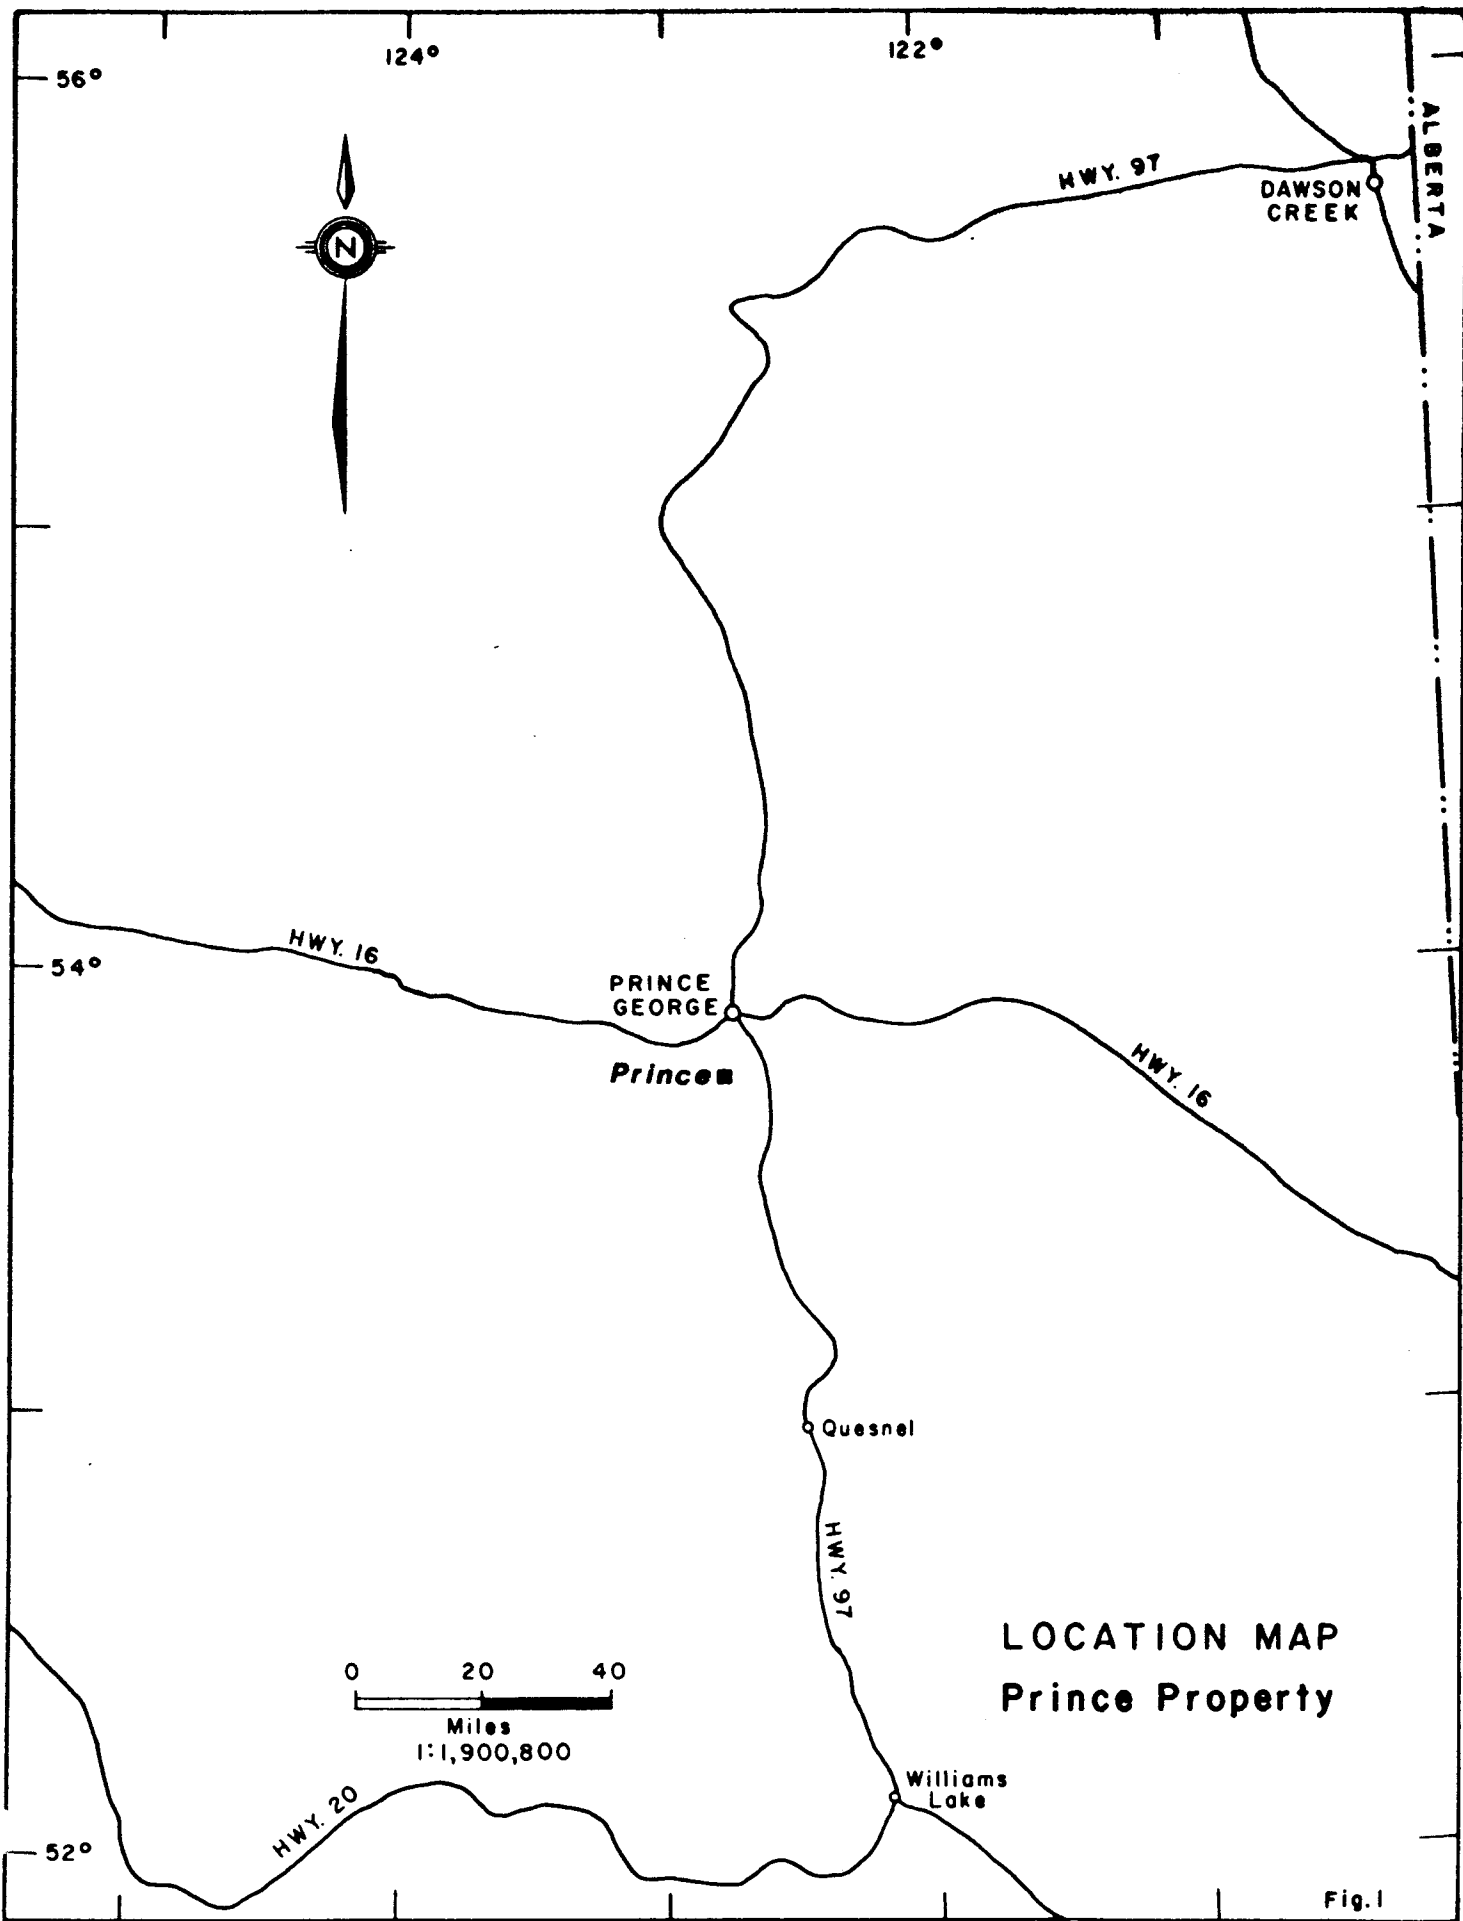 124°
122°
56°
ALBERTA
HWY. 97
DAWSON
CREEK
N
HWY. 16
54°
PRINCE
GEORGE
Prince
HWY. 16
Quesnel
HWY. 97
LOCATION MAP
Prince Property
0 20 40
Miles
1:1,900,800
Williams
Lake
HWY. 20
52°
Fig. 1